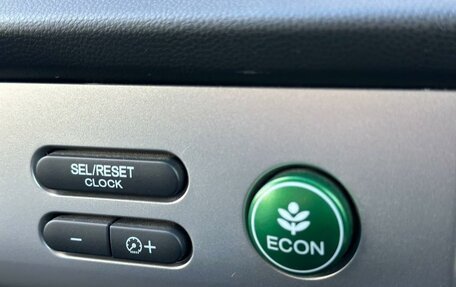 SEL/RESET
CLOCK
- +
ECON